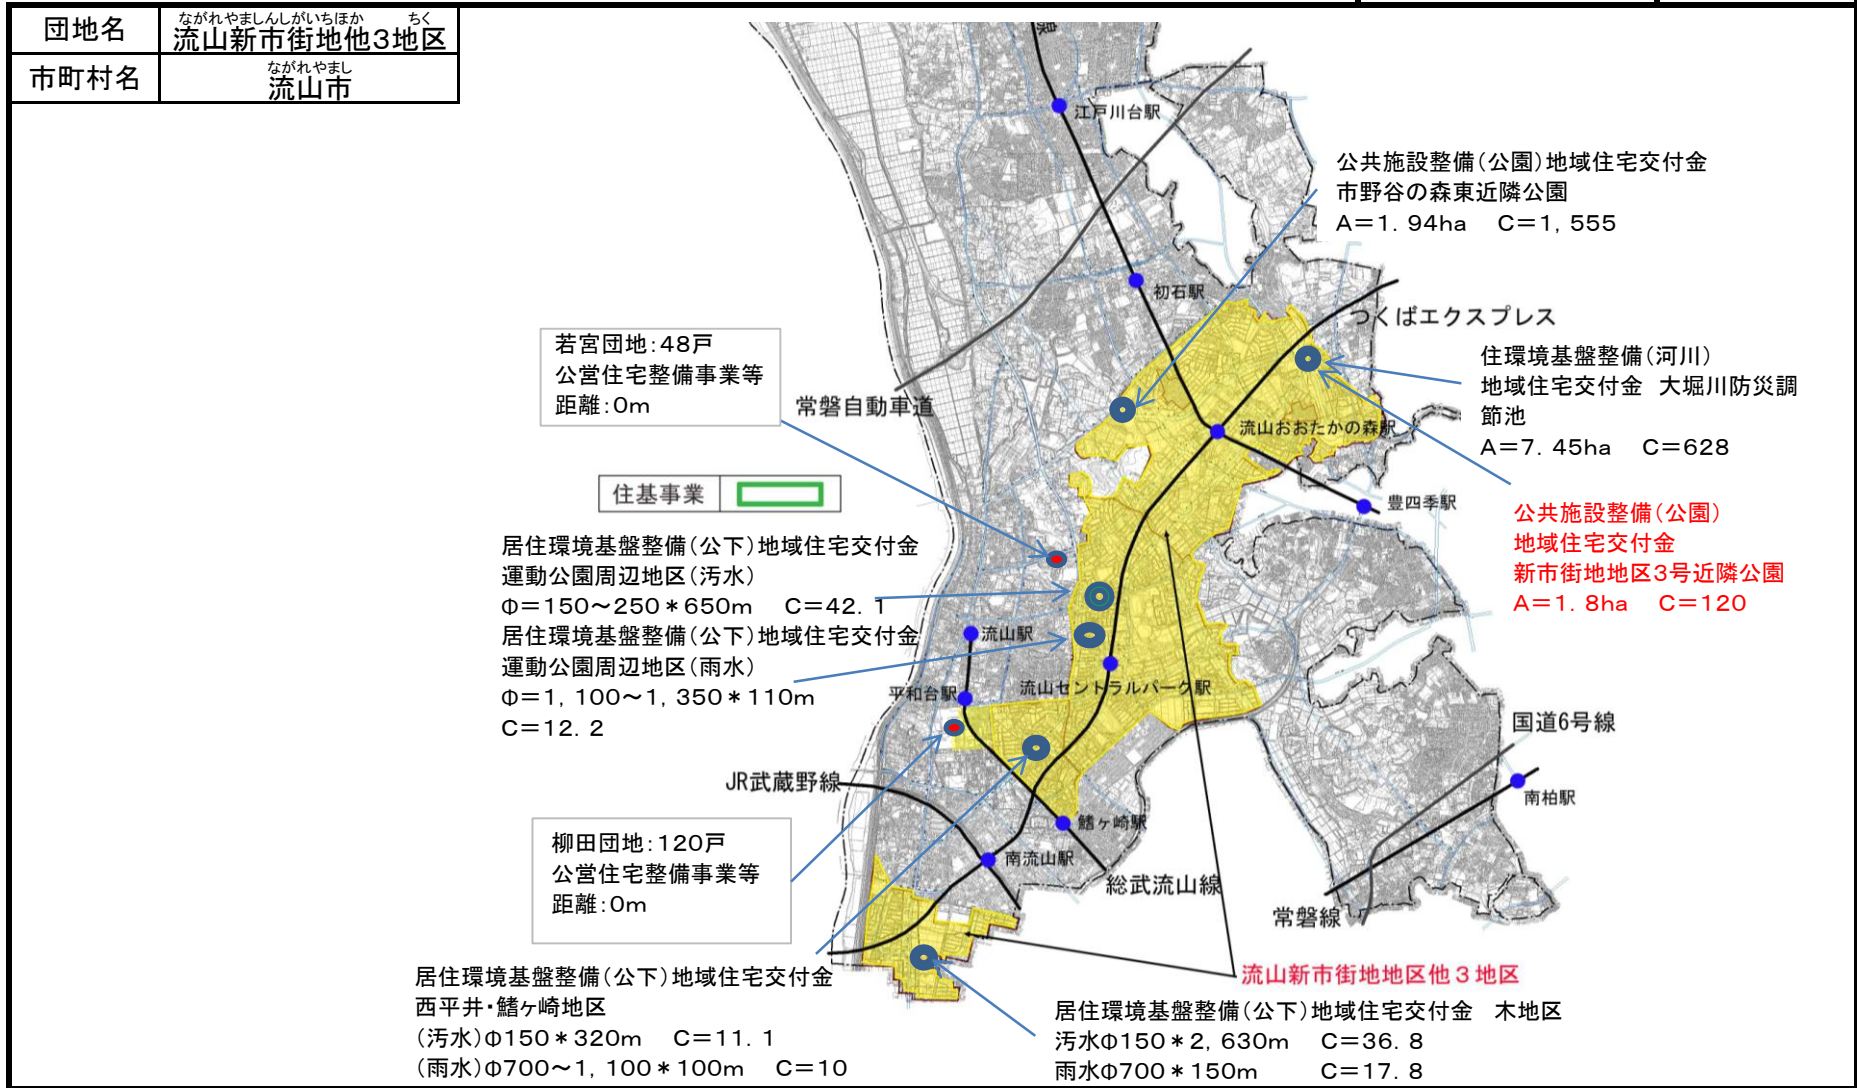 団地名
ながれやましんしがいちほか ちく
流山新市街地他3地区
市町村名
ながれやまし
流山市
線
江戸川台駅
公共施設整備(公園)地域住宅交付金
市野谷の森東近隣公園
A=1.94ha C=1,555
初石駅
つくばエクスプレス
若宮団地:48戸
公営住宅整備事業等
距離:0m
常磐自動車道
住環境基盤整備(河川)
地域住宅交付金 大堀川防災調
節池
A=7.45ha C=628
流山おおたかの森駅
住基事業
豊四季駅
公共施設整備(公園)
地域住宅交付金
新市街地地区3号近隣公園
A=1.8ha C=120
居住環境基盤整備(公下)地域住宅交付金
運動公園周辺地区(汚水)
Φ=150~250*650m C=42.1
居住環境基盤整備(公下)地域住宅交付金
運動公園周辺地区(雨水)
Φ=1,100~1,350*110m
C=12.2
流山駅
流山セントラルパーク駅
平和台駅
国道6号線
JR武蔵野線
南柏駅
鰭ヶ崎駅
柳田団地:120戸
公営住宅整備事業等
距離:0m
南流山駅
総武流山線
常磐線
流山新市街地地区他3地区
居住環境基盤整備(公下)地域住宅交付金
西平井・鰭ヶ崎地区
(汚水)Φ150*320m C=11.1
(雨水)Φ700~1,100*100m C=10
居住環境基盤整備(公下)地域住宅交付金 木地区
汚水Φ150*2,630m C=36.8
雨水Φ700*150m C=17.8